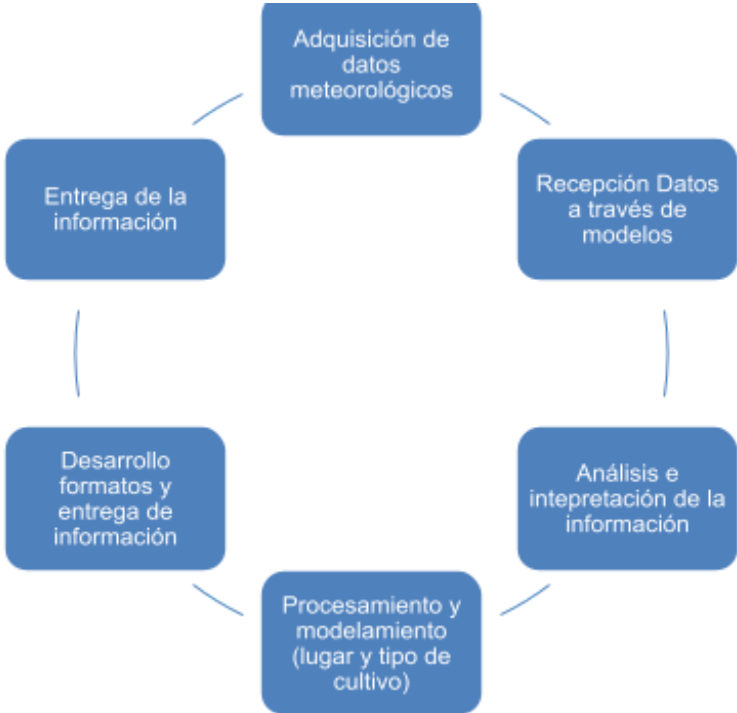 Adquisición de
datos
meteorológicos
Recepción Datos
a través de
modelos
Análisis e
intepretación de la
información
Procesamiento y
modelamiento
(lugar y tipo de
cultivo)
Desarrollo
formatos y
entrega de
información
Entrega de la
información